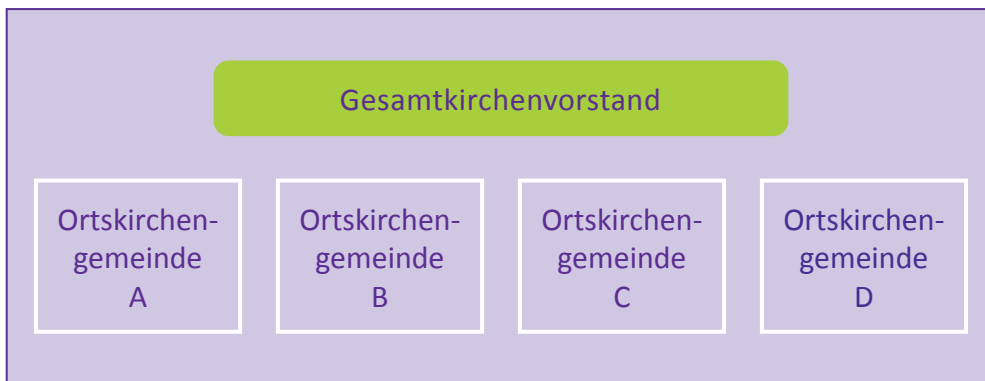 Gesamtkirchenvorstand
Ortskirchen-
gemeinde
A
Ortskirchen-
gemeinde
B
Ortskirchen-
gemeinde
C
Ortskirchen-
gemeinde
D